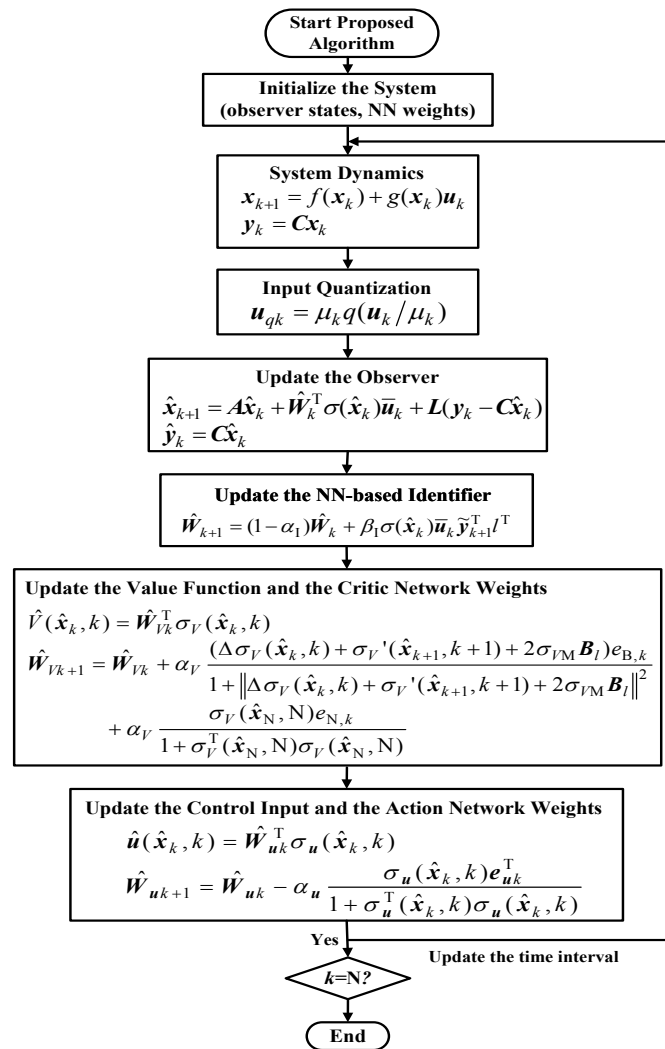 Start Proposed
Algorithm
Initialize the System
(observer states, NN weights)
System Dynamics
x_{k+1} = f(x_k) + g(x_k)u_k
y_k = Cx_k
Input Quantization
u_{qk} = μ_k q(u_k/μ_k)
Update the Observer
x̂_{k+1} = Ax̂_k + Ŵ_k^T σ(x̂_k)ū_k + L(y_k − Cx̂_k)
ŷ_k = Cx̂_k
Update the NN-based Identifier
Ŵ_{k+1} = (1−α_I)Ŵ_k + β_I σ(x̂_k)ū_k ỹ_{k+1}^T l^T
Update the Value Function and the Critic Network Weights
V̂(x̂_k, k) = Ŵ_{Vk}^T σ_V(x̂_k, k)
Ŵ_{Vk+1} = Ŵ_{Vk} + α_V (Δσ_V(x̂_k, k) + σ_V'(x̂_{k+1}, k+1) + 2σ_{VM} B_l)e_{B,k} / 1 + ‖Δσ_V(x̂_k, k) + σ_V'(x̂_{k+1}, k+1) + 2σ_{VM} B_l‖^2
+ α_V σ_V(x̂_N, N)e_{N,k} / 1 + σ_V^T(x̂_N, N)σ_V(x̂_N, N)
Update the Control Input and the Action Network Weights
û(x̂_k, k) = Ŵ_{uk}^T σ_u(x̂_k, k)
Ŵ_{uk+1} = Ŵ_{uk} − α_u σ_u(x̂_k, k)e_{uk}^T / 1 + σ_u^T(x̂_k, k)σ_u(x̂_k, k)
Yes
Update the time interval
k=N?
End